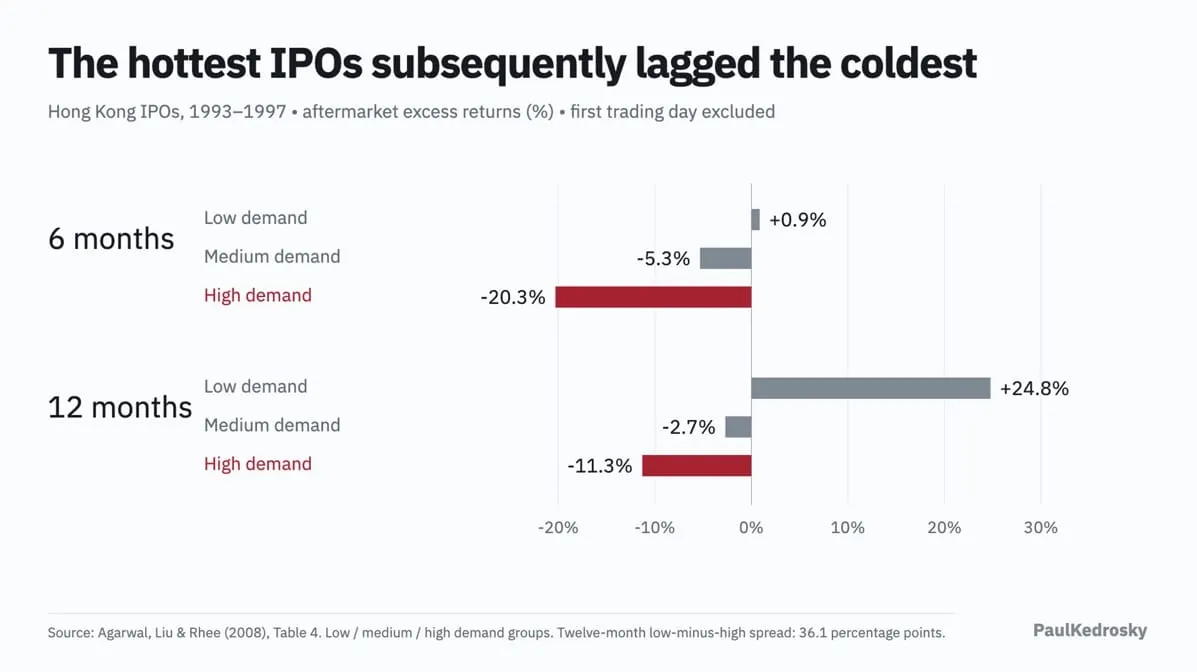 The hottest IPOs subsequently lagged the coldest
Hong Kong IPOs, 1993–1997 • aftermarket excess returns (%) • first trading day excluded
6 months
Low demand
+0.9%
Medium demand
-5.3%
High demand
-20.3%
12 months
Low demand
+24.8%
Medium demand
-2.7%
High demand
-11.3%
-20%
-10%
0%
10%
20%
30%
Source: Agarwal, Liu & Rhee (2008), Table 4. Low / medium / high demand groups. Twelve-month low-minus-high spread: 36.1 percentage points.
PaulKedrosky